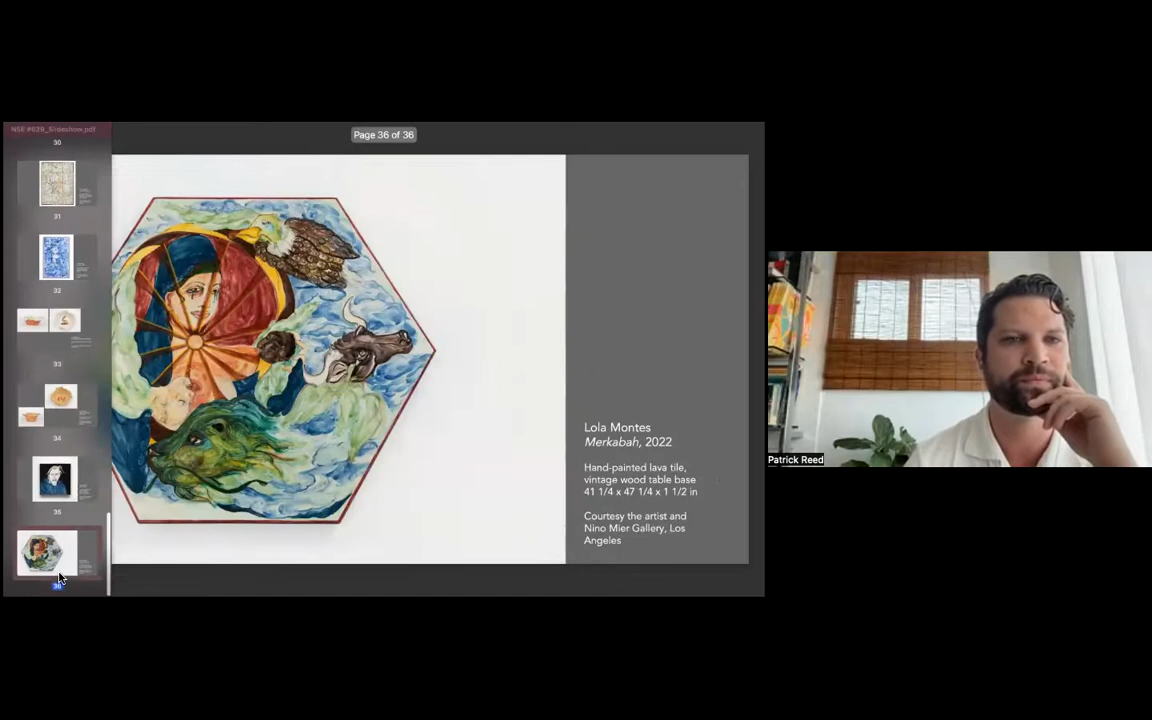 NSE #629_Slideshow.pdf
Page 36 of 36
30
31
32
33
34
35
36
Lola Montes
Merkabah, 2022
Hand-painted lava tile,
vintage wood table base
41 1/4 x 47 1/4 x 1 1/2 in
Courtesy the artist and
Nino Mier Gallery, Los
Angeles
Patrick Reed